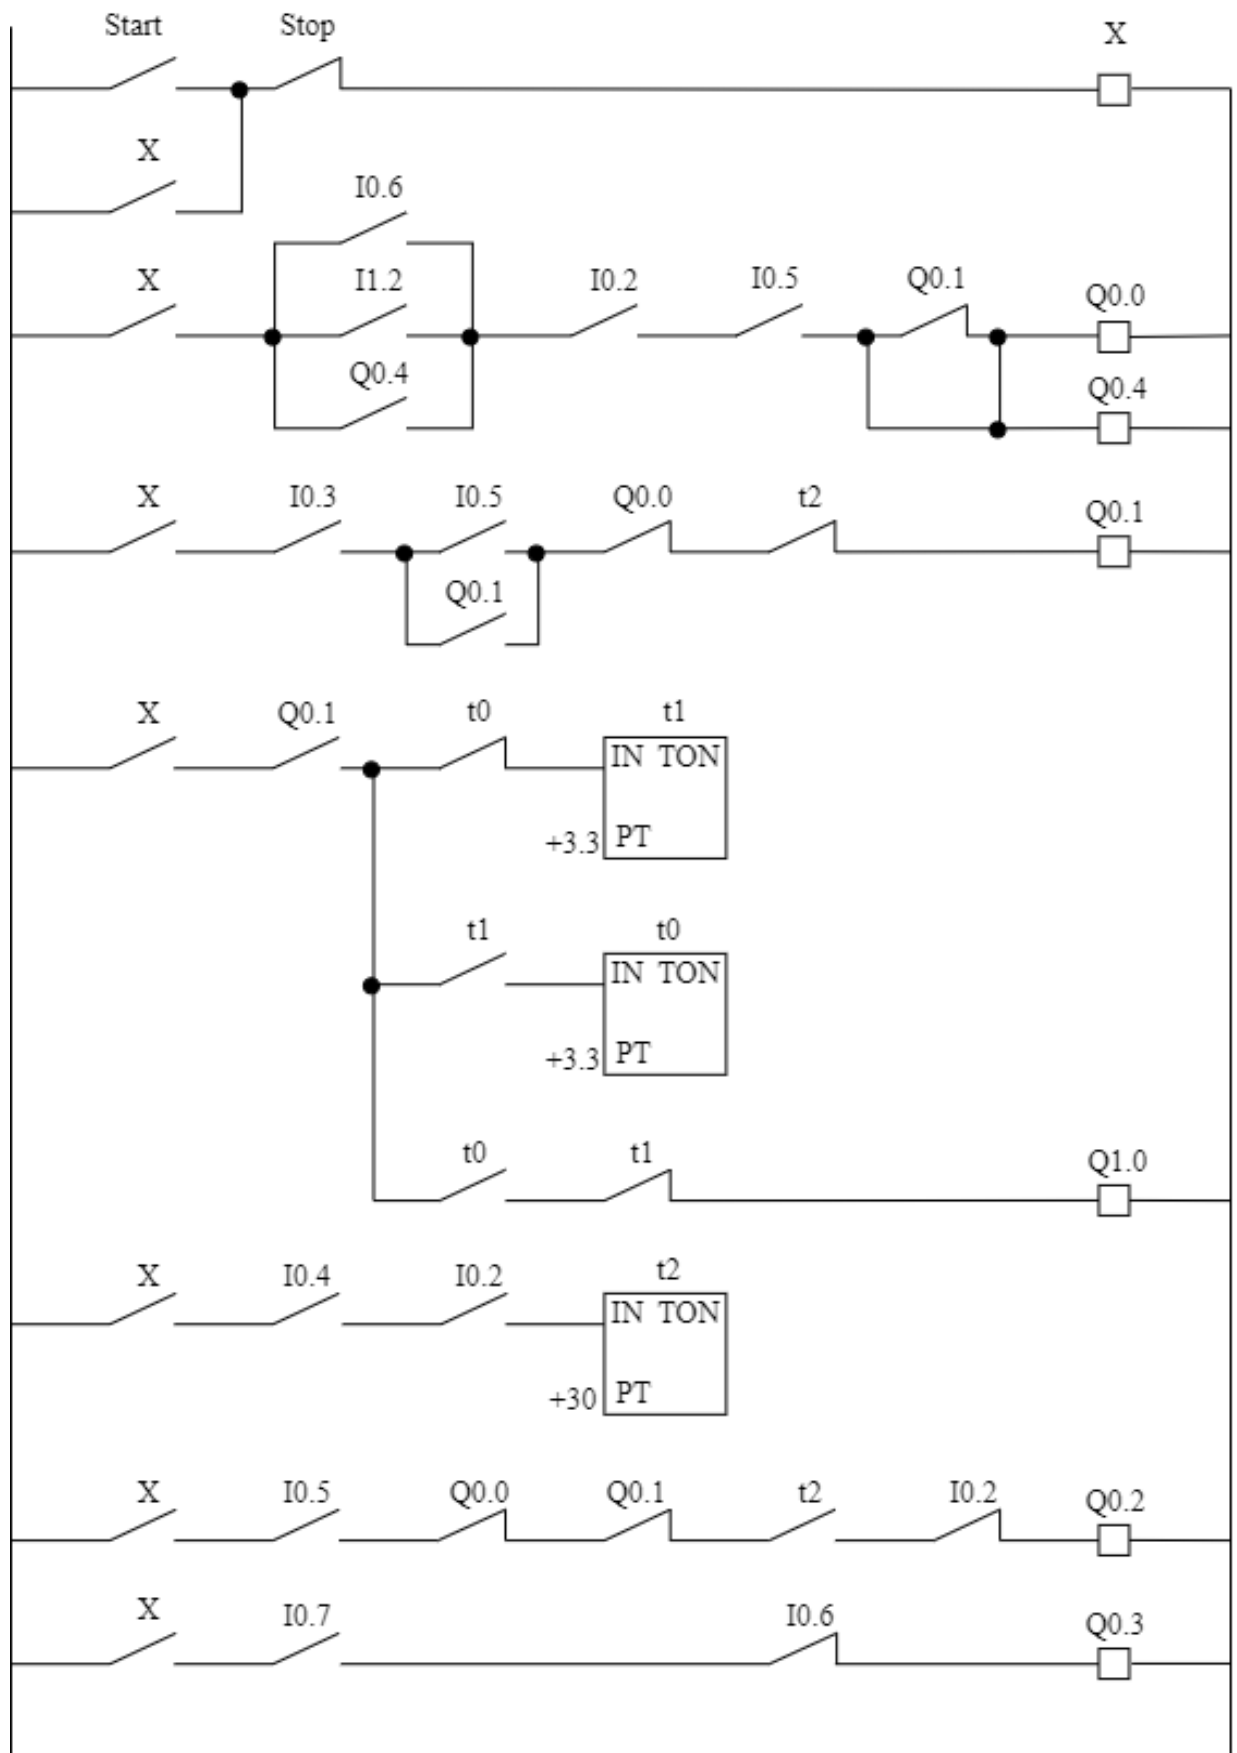 Start Stop X
X
I0.6
X I1.2 I0.2 I0.5 Q0.1 Q0.0
Q0.4 Q0.4
X I0.3 I0.5 Q0.0 t2 Q0.1
Q0.1
X Q0.1 t0 t1
IN TON
+3.3 PT
t1 t0
IN TON
+3.3 PT
t0 t1 Q1.0
X I0.4 I0.2 t2
IN TON
+30 PT
X I0.5 Q0.0 Q0.1 t2 I0.2 Q0.2
X I0.7 I0.6 Q0.3